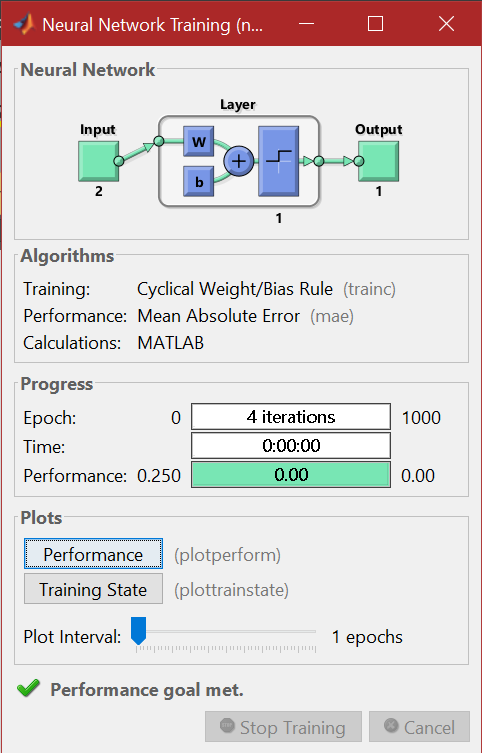 Neural Network Training (n...
Neural Network
Layer
Input
Output
W
b
2
1
1
Algorithms
Training: Cyclical Weight/Bias Rule (trainc)
Performance: Mean Absolute Error (mae)
Calculations: MATLAB
Progress
Epoch: 0 4 iterations 1000
Time: 0:00:00
Performance: 0.250 0.00 0.00
Plots
Performance (plotperform)
Training State (plottrainstate)
Plot Interval: 1 epochs
Performance goal met.
Stop Training Cancel